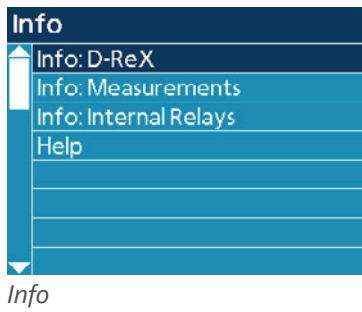 Info
Info: D-ReX
Info: Measurements
Info: Internal Relays
Help
Info